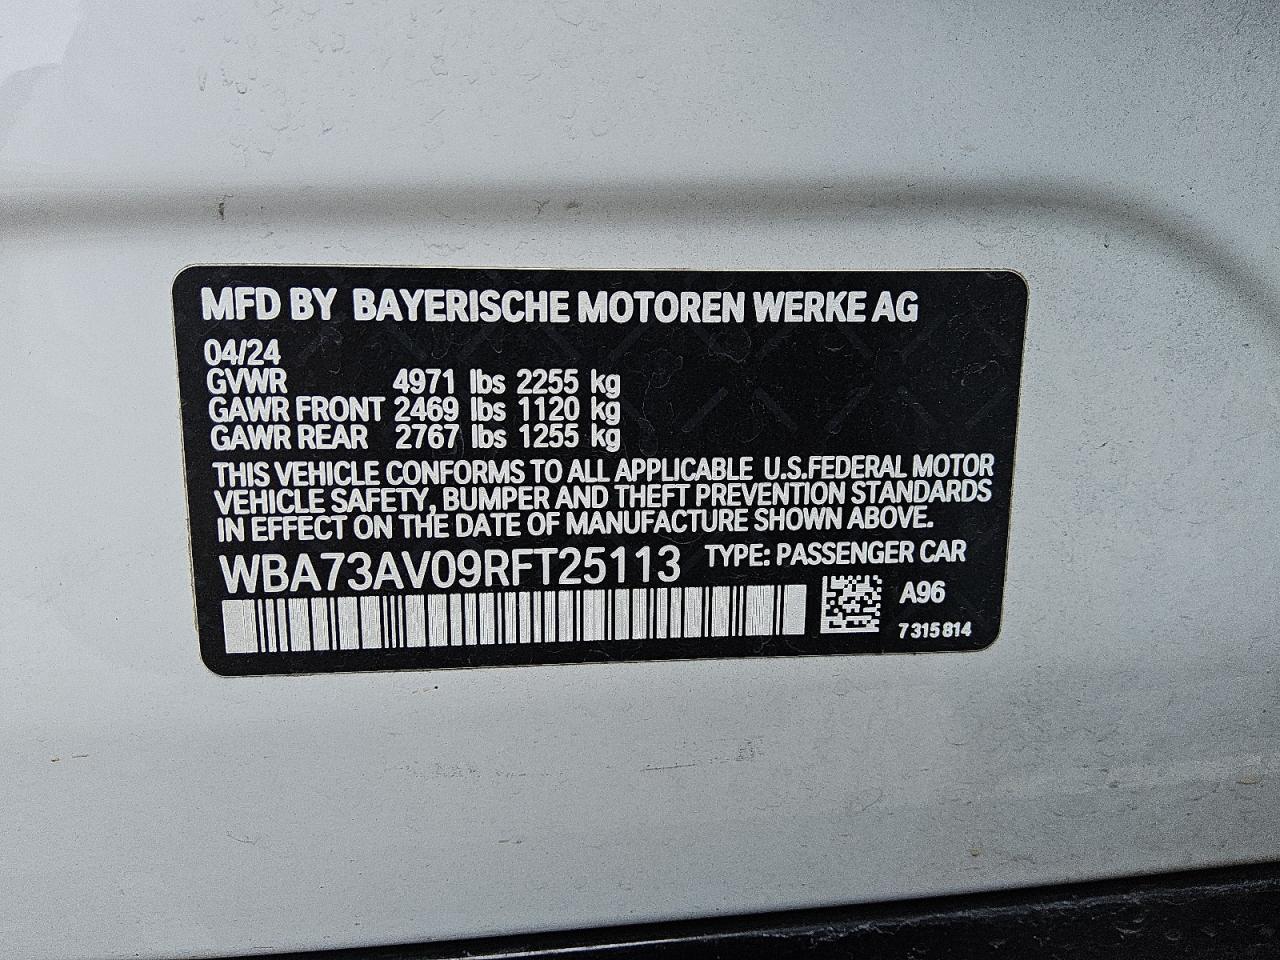 MFD BY BAYERISCHE MOTOREN WERKE AG
04/24
GVWR 4971 lbs 2255 kg
GAWR FRONT 2469 lbs 1120 kg
GAWR REAR 2767 lbs 1255 kg
THIS VEHICLE CONFORMS TO ALL APPLICABLE U.S.FEDERAL MOTOR
VEHICLE SAFETY, BUMPER AND THEFT PREVENTION STANDARDS
IN EFFECT ON THE DATE OF MANUFACTURE SHOWN ABOVE.
WBA73AV09RFT25113 TYPE: PASSENGER CAR
A96
7315814